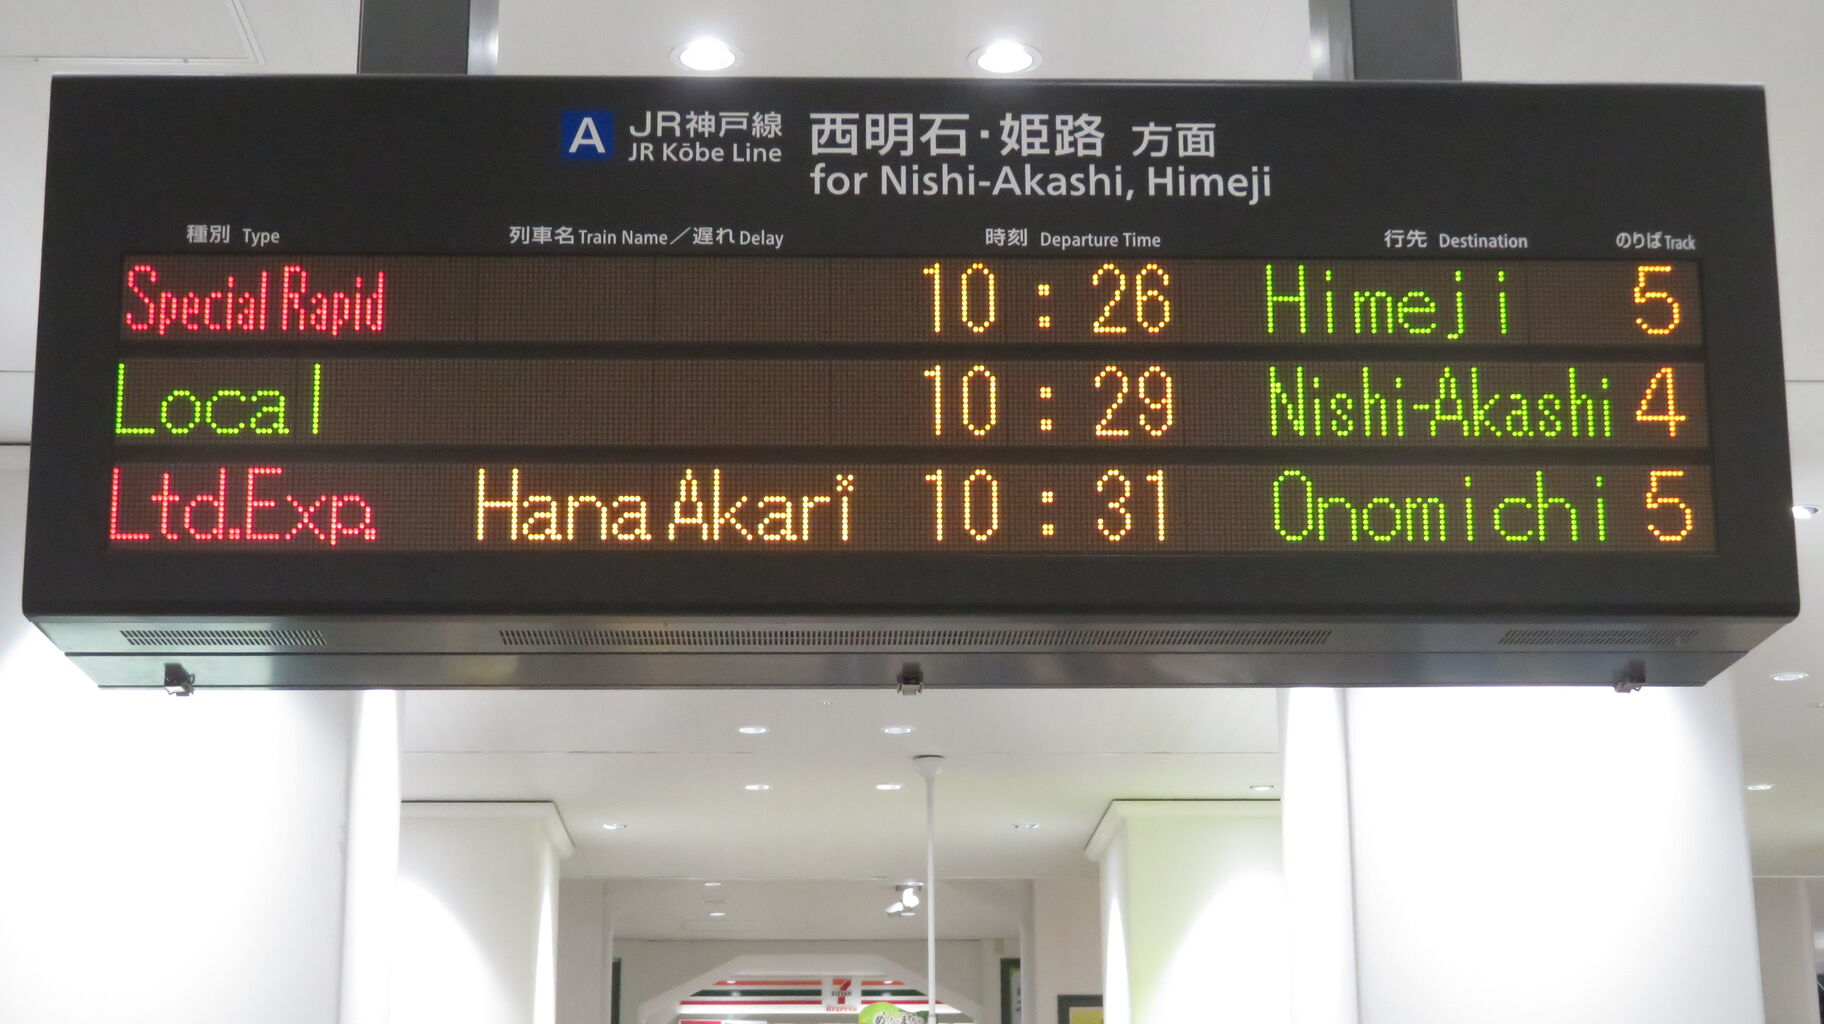 A JR神戸線 西明石・姫路 方面
JR Kōbe Line for Nishi-Akashi, Himeji
種別 Type 列車名 Train Name／遅れ Delay 時刻 Departure Time 行先 Destination のりば Track
Special Rapid 10:26 Himeji 5
Local 10:29 Nishi-Akashi 4
Ltd.Exp. Hana Akari 10:31 Onomichi 5
7
ELEVEN